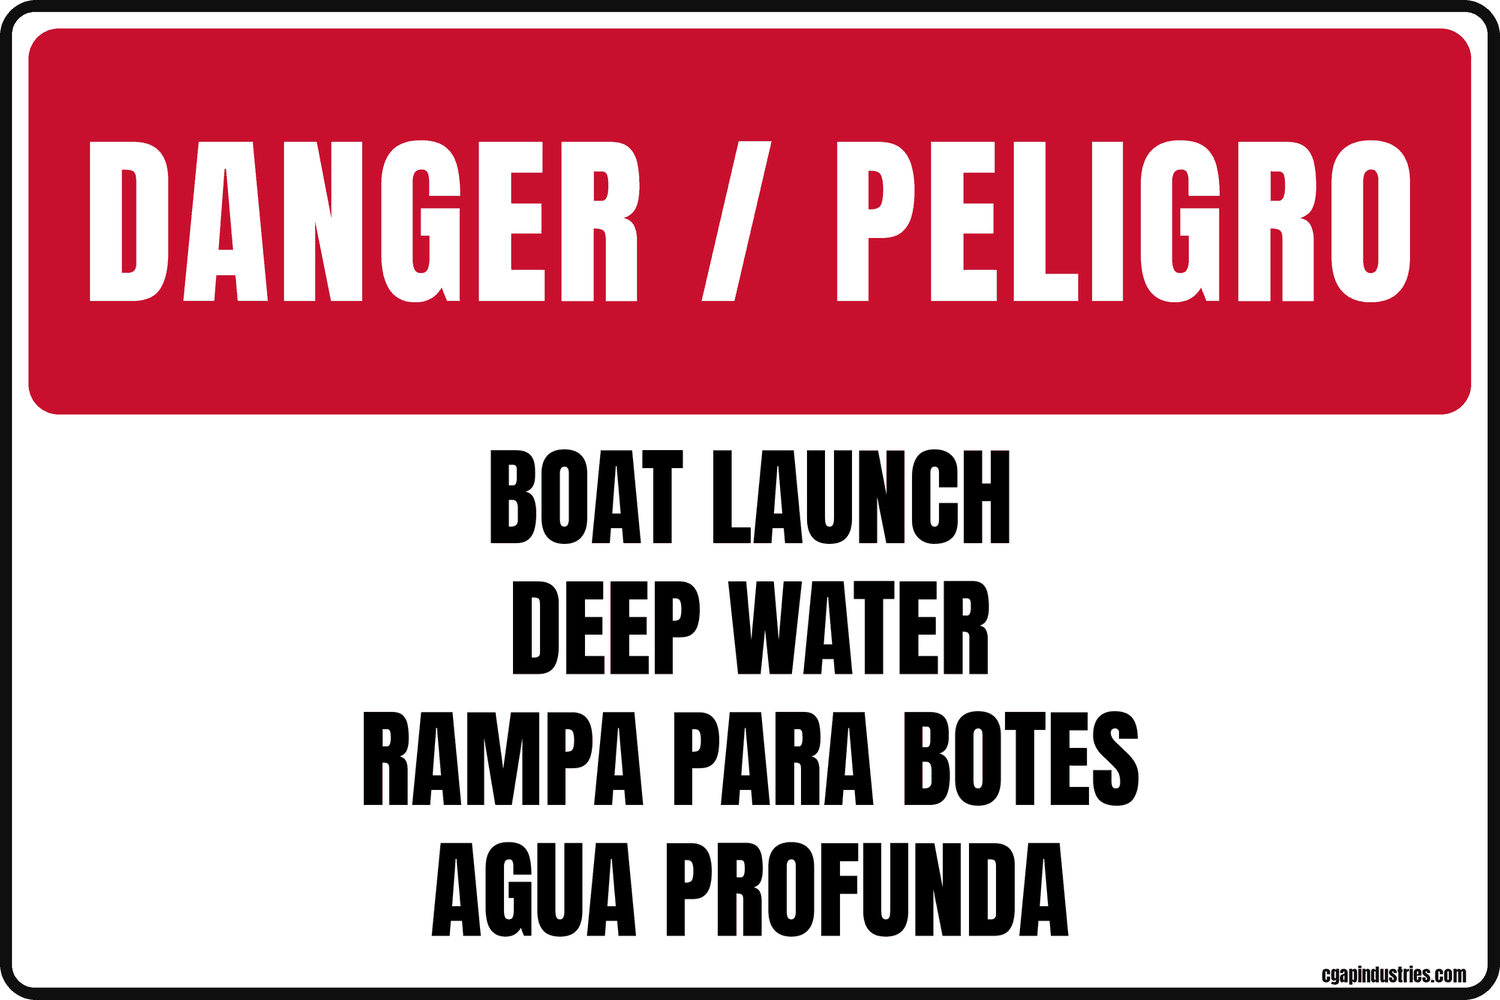 DANGER / PELIGRO
BOAT LAUNCH
DEEP WATER
RAMPA PARA BOTES
AGUA PROFUNDA
cgapindustries.com